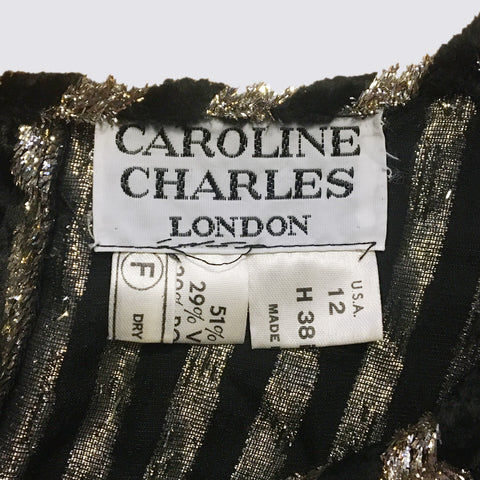 CAROLINE
CHARLES
LONDON
F
DRY
51%
29%
U.S.A.
12
H 38
MADE